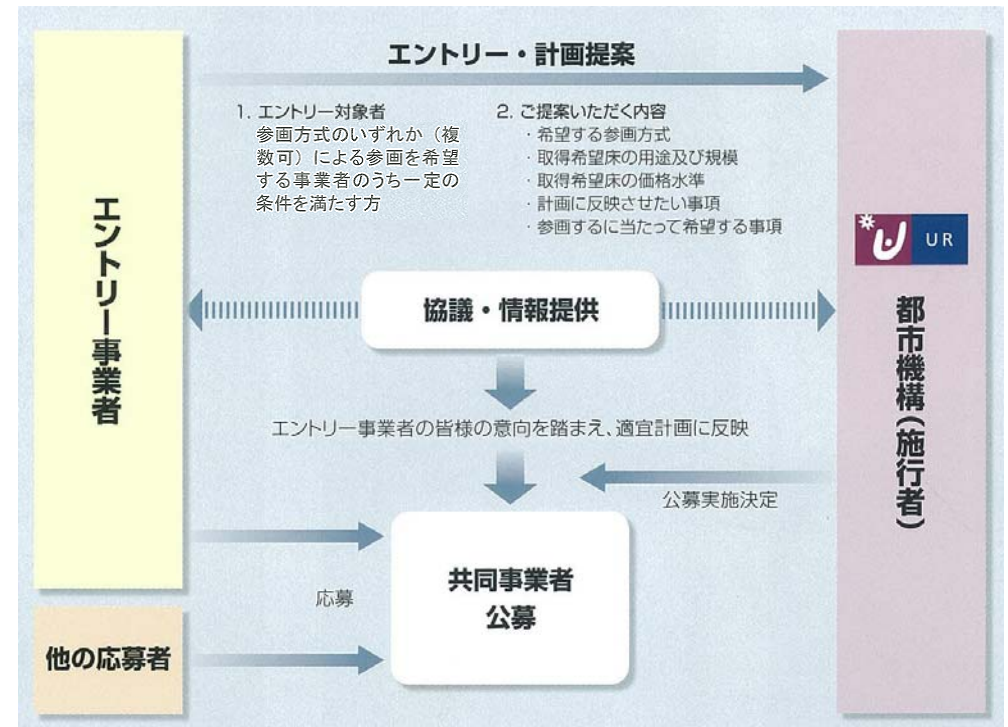 エントリー・計画提案
1. エントリー対象者
参画方式のいずれか（複
数可）による参画を希望
する事業者のうち一定の
条件を満たす方
2. ご提案いただく内容
・希望する参画方式
・取得希望床の用途及び規模
・取得希望床の価格水準
・計画に反映させたい事項
・参画するに当たって希望する事項
エントリー事業者
UR
都市機構（施行者）
協議・情報提供
エントリー事業者の皆様の意向を踏まえ、適宜計画に反映
公募実施決定
応募
共同事業者
公募
他の応募者